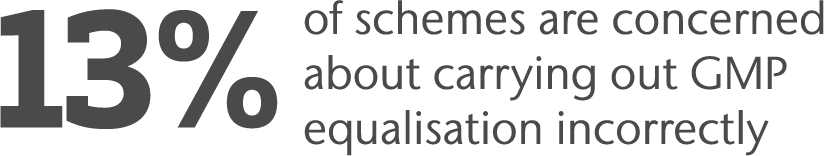 13%
of schemes are concerned
about carrying out GMP
equalisation incorrectly